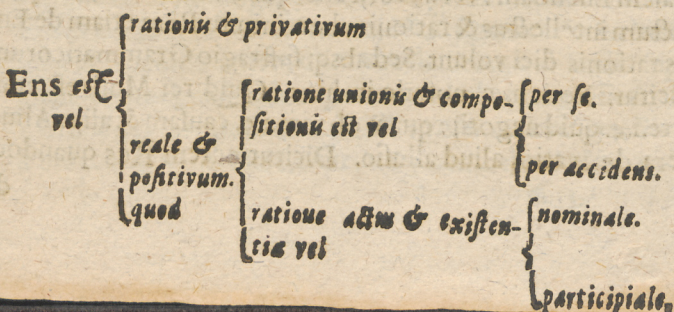 Ens est
vel
rationis & privativum
reale &
positivum.
quod
ratione unionis & compo-
sitionis est vel
per se.
per accidens.
ratioue actus & existen-
tiæ vel
nominale.
participiale,